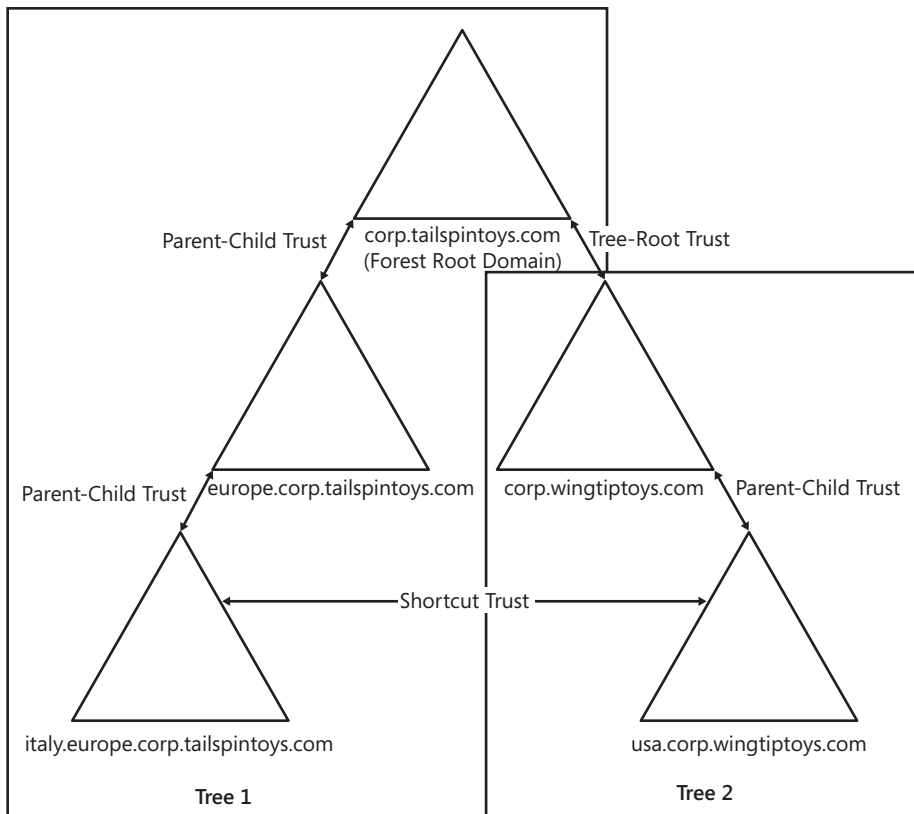 Parent-Child Trust
corp.tailspintoys.com
(Forest Root Domain)
Tree-Root Trust
Parent-Child Trust
europe.corp.tailspintoys.com
corp.wingtiptoys.com
Parent-Child Trust
Shortcut Trust
italy.europe.corp.tailspintoys.com
usa.corp.wingtiptoys.com
Tree 1
Tree 2